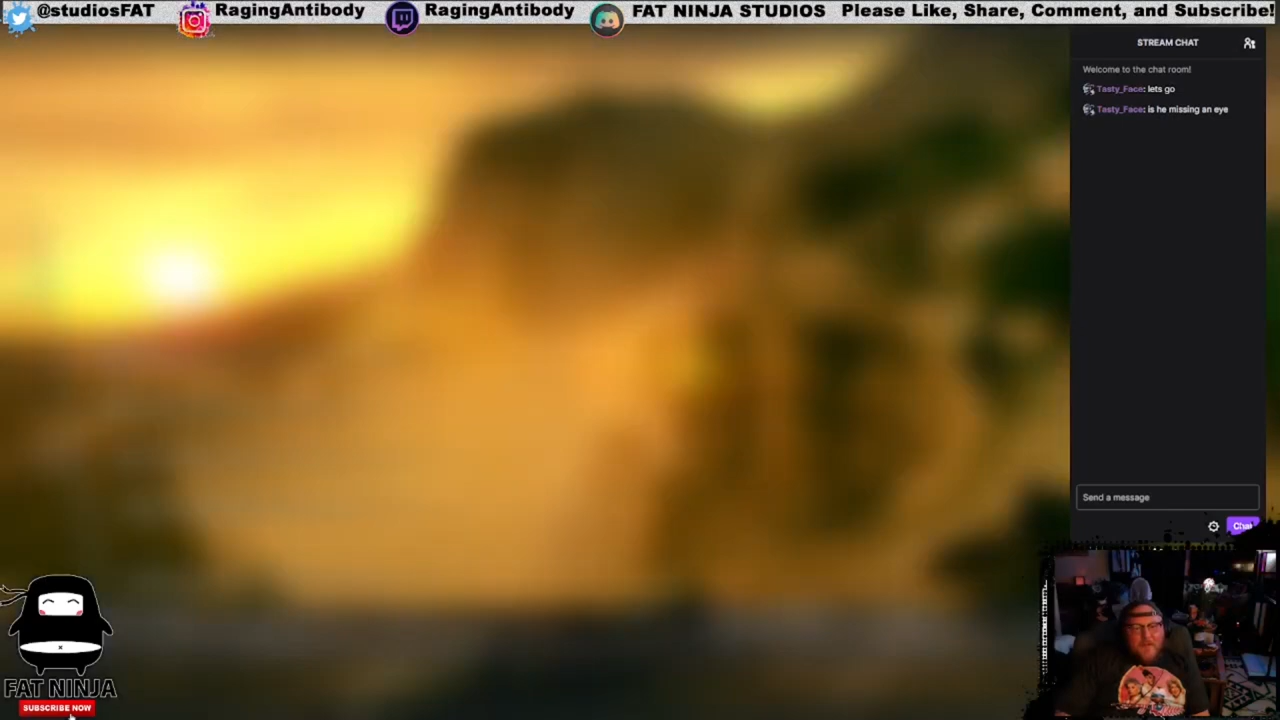 @studiosFAT RagingAntibody RagingAntibody FAT NINJA STUDIOS Please Like, Share, Comment, and Subscribe!
STREAM CHAT
Welcome to the chat room!
Tasty_Face: lets go
Tasty_Face: is he missing an eye
Send a message
Chat
FAT NINJA
SUBSCRIBE NOW